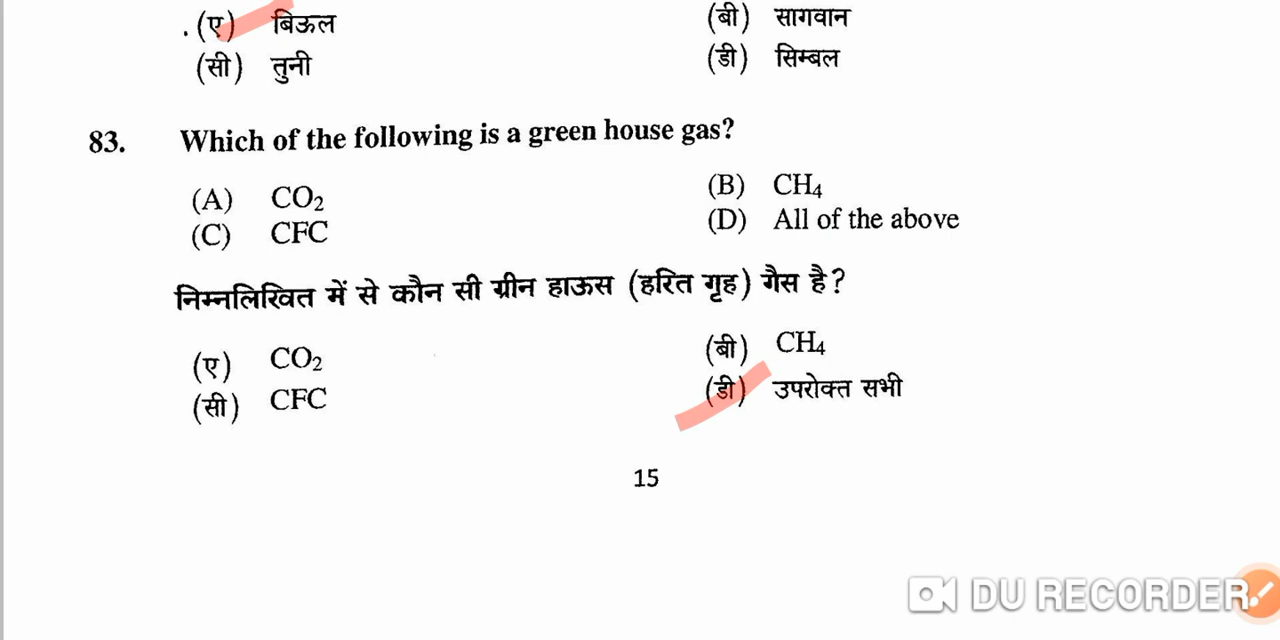 .(ए) बिऊल (बी) सागवान
(सी) तुनी (डी) सिम्बल
83. Which of the following is a green house gas?
(A) CO₂ (B) CH₄
(C) CFC (D) All of the above
निम्नलिखित में से कौन सी ग्रीन हाऊस (हरित गृह) गैस है?
(ए) CO₂ (बी) CH₄
(सी) CFC (डी) उपरोक्त सभी
15
DU RECORDER